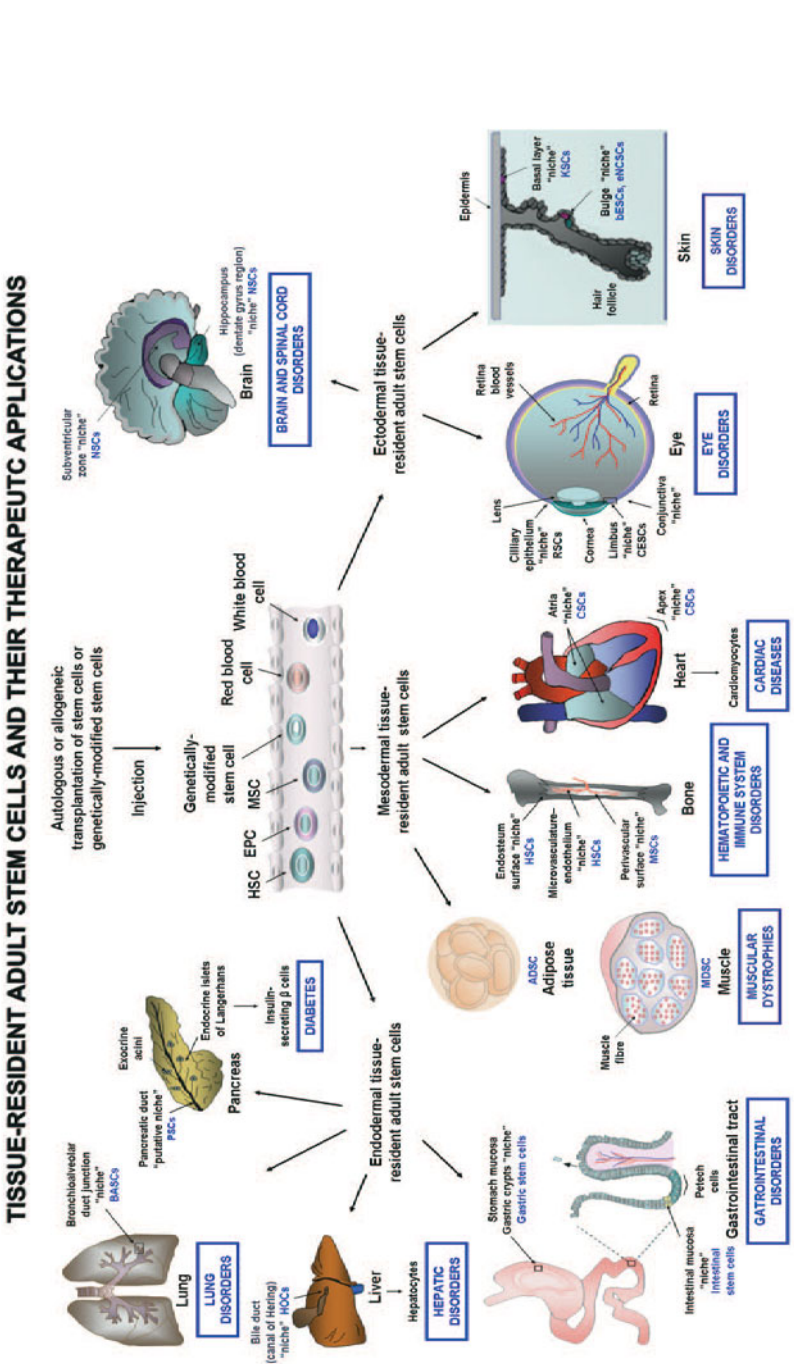 TISSUE-RESIDENT ADULT STEM CELLS AND THEIR THERAPEUTC APPLICATIONS
Autologous or allogeneic
transplantation of stem cells or
genetically-modified stem cells
Injection
Genetically-
modified
stem cell
HSC
EPC
MSC
Red blood
cell
White blood
cell
Subventricular
zone "niche"
NSCs
Hippocampus
(dentate gyrus region)
"niche" NSCs
Brain
BRAIN AND SPINAL CORD
DISORDERS
Bronchioalveolar
duct junction
"niche"
BASCs
Lung
LUNG
DISORDERS
Exocrine
acini
Pancreatic duct
"putative niche"
PSCs
Endocrine islets
of Langerhans
Pancreas
Insulin-
secreting β cells
DIABETES
Endodermal tissue-
resident adult stem cells
Mesodermal tissue-
resident adult stem cells
Ectodermal tissue-
resident adult stem cells
Bile duct
(canal of Hering)
"niche" HOCs
Liver
Hepatocytes
HEPATIC
DISORDERS
Stomach mucosa
Gastric crypts "niche"
Gastric stem cells
Intestinal mucosa
"niche"
Intestinal
stem cells
Petech
cells
Gastrointestinal tract
GATROINTESTINAL
DISORDERS
ADSC
Adipose
tissue
Muscle
fibre
MDSC
Muscle
MUSCULAR
DYSTROPHIES
Endosteum
surface "niche"
HSCs
Microvasculature–
endothelium
"niche"
HSCs
Perivascular
surface "niche"
MSCs
Bone
HEMATOPOIETIC AND
IMMUNE SYSTEM
DISORDERS
Atria
"niche"
CSCs
Apex
"niche"
CSCs
Heart
Cardiomyocytes
CARDIAC
DISEASES
Lens
Cilliary
epithelium
"niche"
RSCs
Cornea
Limbus
"niche"
CESCs
Conjunctiva
"niche"
Retina
blood
vessels
Retina
Eye
EYE
DISORDERS
Epidermis
Basal layer
"niche"
KSCs
Bulge "niche"
bESCs, eNCSCs
Hair
follicle
Skin
SKIN
DISORDERS